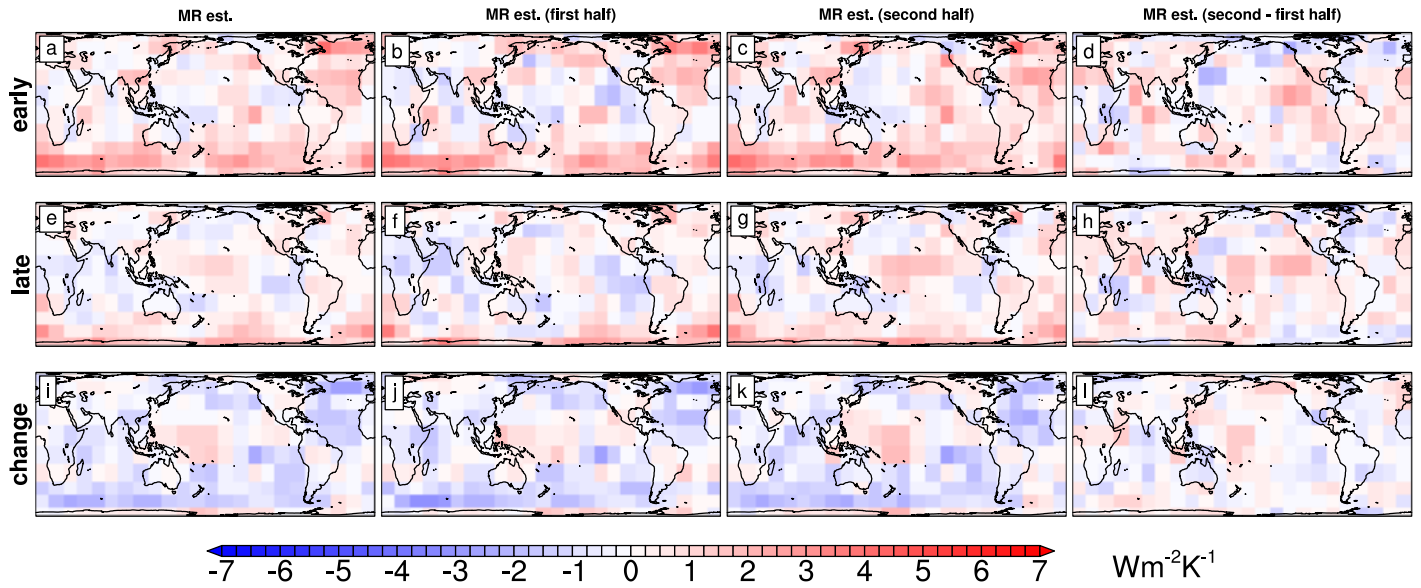 MR est. MR est. (first half) MR est. (second half) MR est. (second - first half)
early a b c d
late e f g h
change i j k l
-7 -6 -5 -4 -3 -2 -1 0 1 2 3 4 5 6 7 Wm⁻²K⁻¹